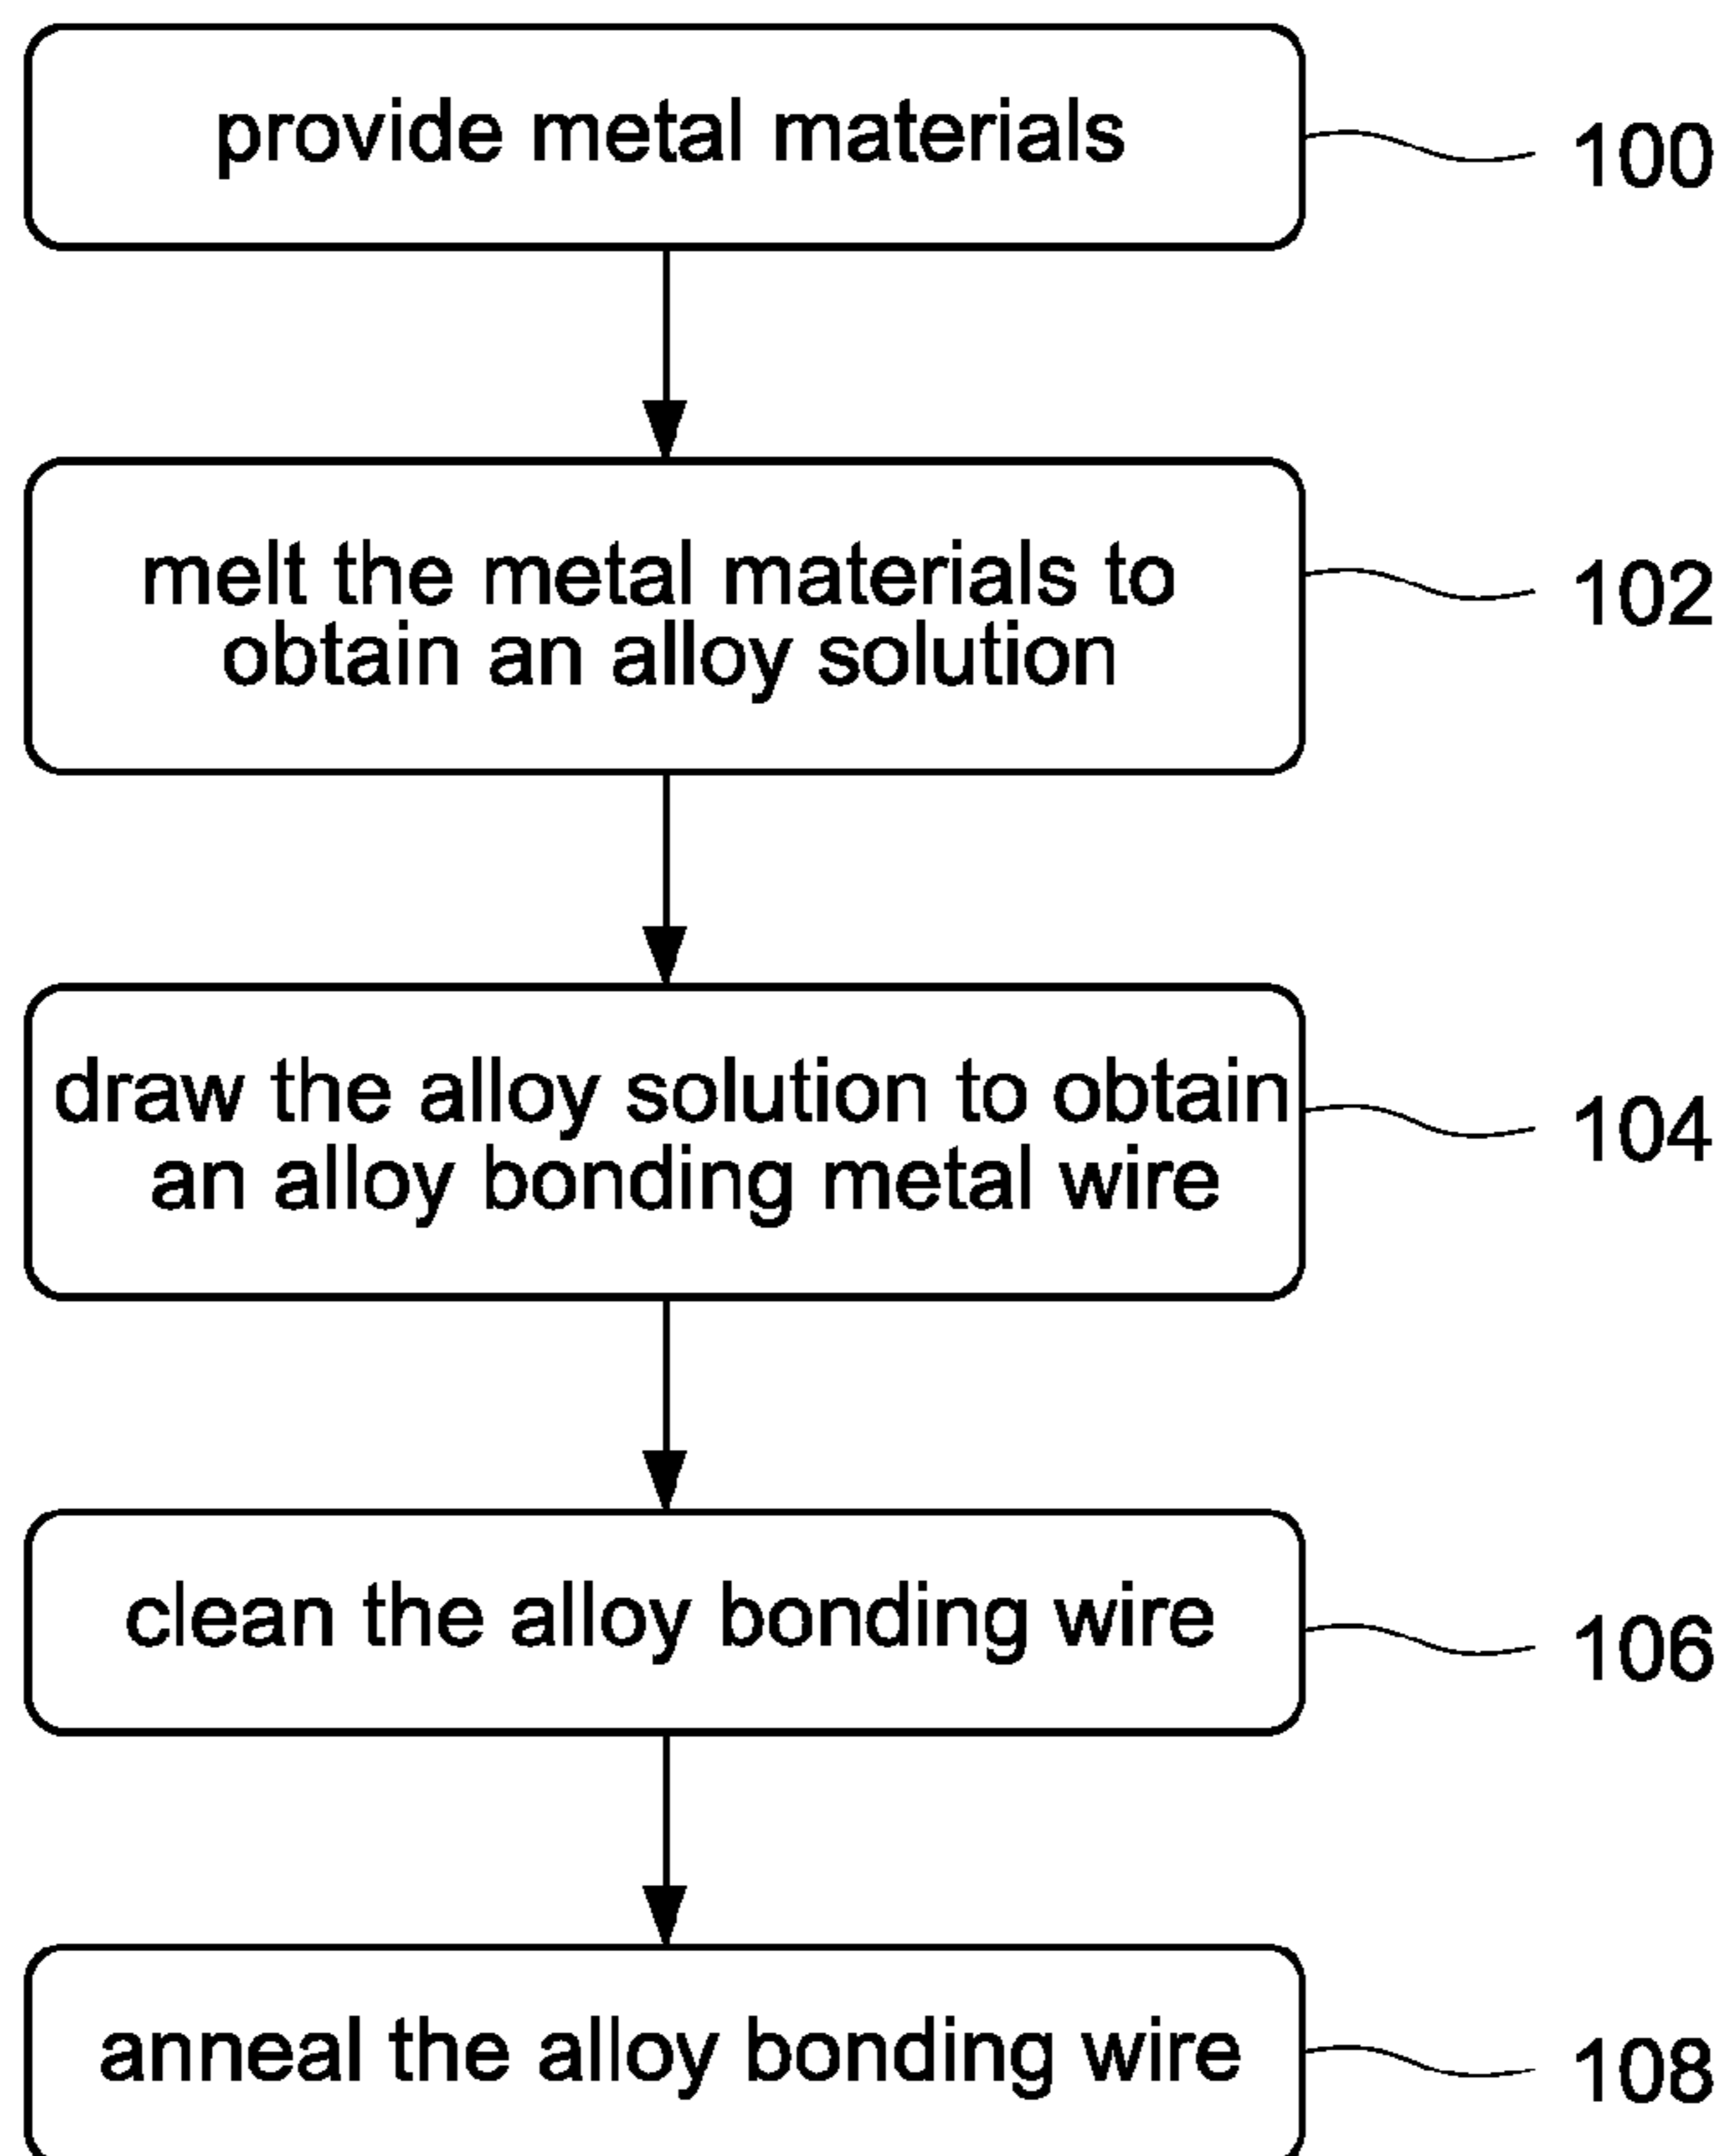 provide metal materials
100
melt the metal materials to
obtain an alloy solution
102
draw the alloy solution to obtain
an alloy bonding metal wire
104
clean the alloy bonding wire
106
anneal the alloy bonding wire
108